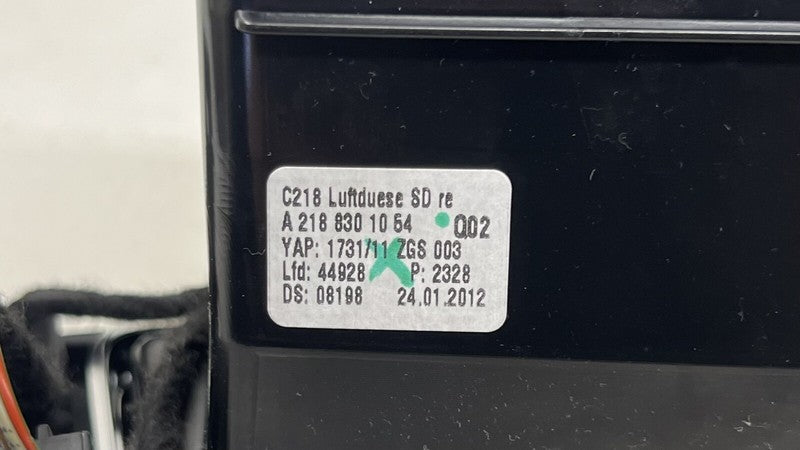 C218 Luftduese SD re
A 218 830 10 54 Q02
YAP: 1731/11 ZGS 003
Lfd: 44928 P: 2328
DS: 08198 24.01.2012